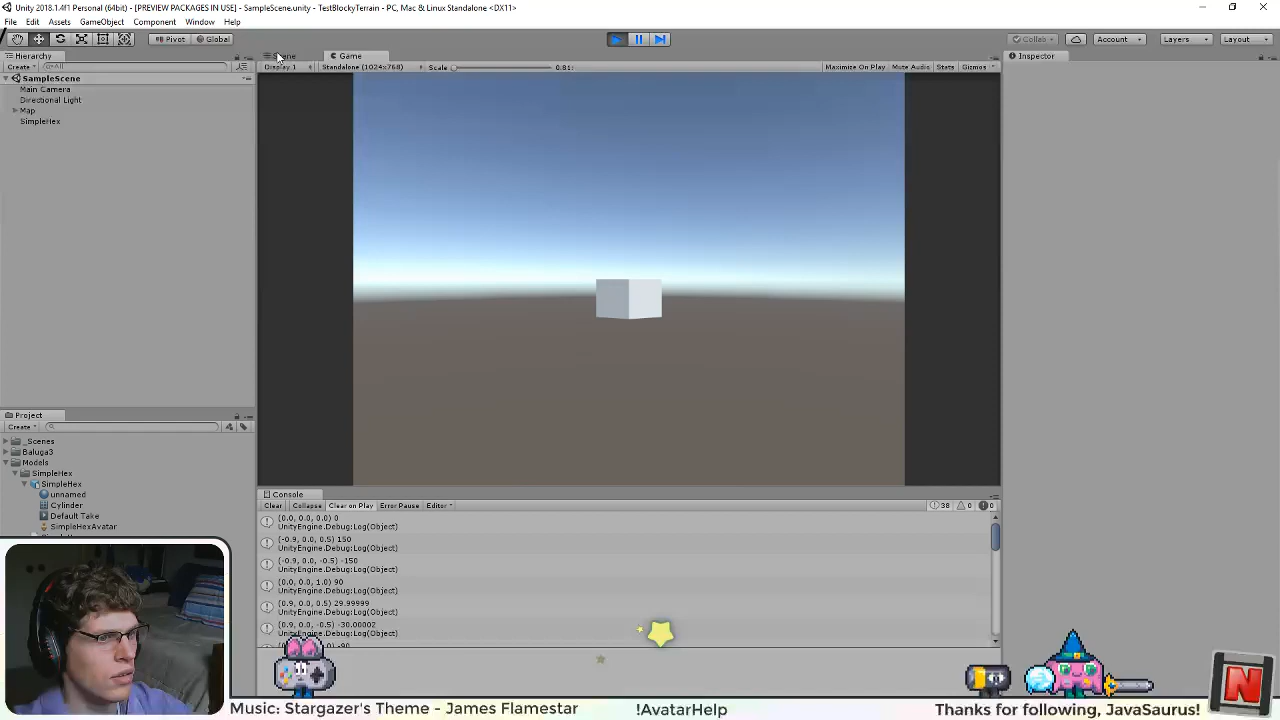 Unity 2018.1.4f1 Personal (64bit) - [PREVIEW PACKAGES IN USE] - SampleScene.unity - TestBlockyTerrain - PC, Mac & Linux Standalone <DX11>
File Edit Assets GameObject Component Window Help
Pivot Global
Collab Account Layers Layout
Hierarchy
Scene Game
Inspector
Create All
Display 1 Standalone (1024x768) Scale 0.81x Maximize On Play Mute Audio Stats Gizmos
SampleScene
Main Camera
Directional Light
Map
SimpleHex
Project
Create
_Scenes
Baluga3
Models
SimpleHex
SimpleHex
unnamed
Cylinder
Default Take
SimpleHexAvatar
Console
Clear Collapse Clear on Play Error Pause Editor 38 0 0
(0.0, 0.0, 0.0) 0
UnityEngine.Debug:Log(Object)
(-0.9, 0.0, 0.5) 150
UnityEngine.Debug:Log(Object)
(-0.9, 0.0, -0.5) -150
UnityEngine.Debug:Log(Object)
(0.0, 0.0, 1.0) 90
UnityEngine.Debug:Log(Object)
(0.9, 0.0, 0.5) 29.99999
UnityEngine.Debug:Log(Object)
(0.9, 0.0, -0.5) -30.00002
UnityEngine.Debug:Log(Object)
Music: Stargazer's Theme - James Flamestar
!AvatarHelp
Thanks for following, JavaSaurus!
N